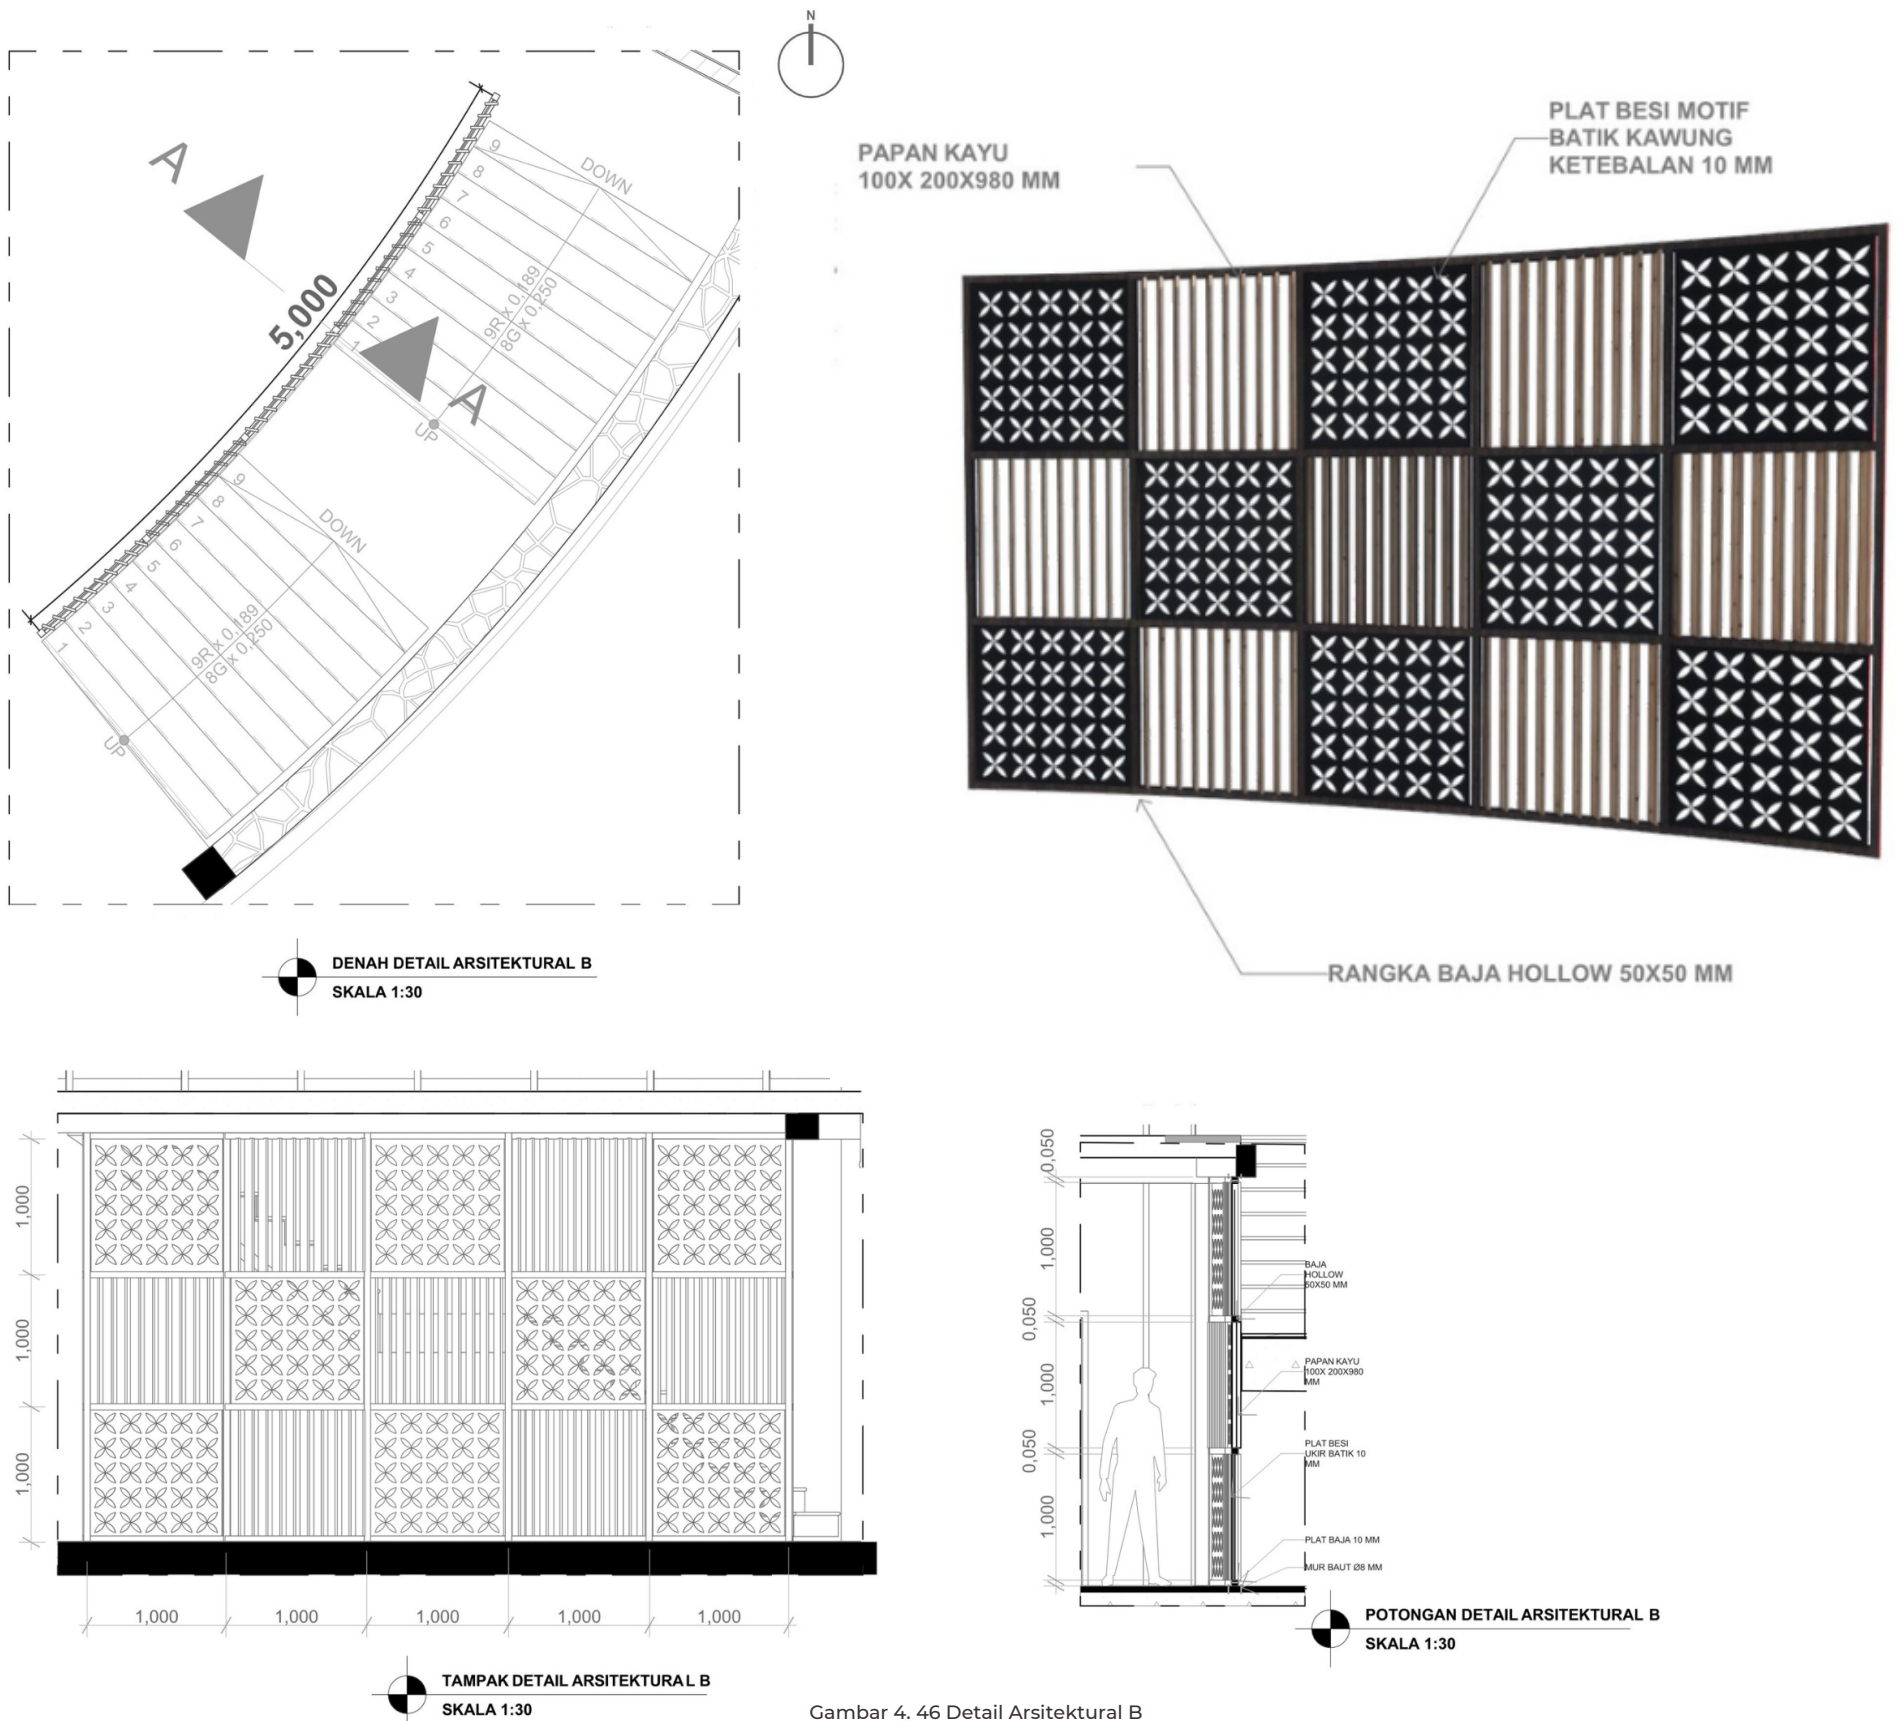 N
A
9
8
7
6
5
4
3
2
1
DOWN
9R x 0,189
8G x 0,250
5,000
A
UP
9
8
7
6
5
4
3
2
1
DOWN
9R x 0,189
8G x 0,250
UP
DENAH DETAIL ARSITEKTURAL B
SKALA 1:30
PAPAN KAYU
100X 200X980 MM
PLAT BESI MOTIF
BATIK KAWUNG
KETEBALAN 10 MM
RANGKA BAJA HOLLOW 50X50 MM
1,000
1,000
1,000
1,000
1,000
1,000
1,000
1,000
TAMPAK DETAIL ARSITEKTURAL B
SKALA 1:30
0,050
1,000
0,050
1,000
0,050
1,000
BAJA
HOLLOW
50X50 MM
PAPAN KAYU
100X 200X980
MM
PLAT BESI
UKIR BATIK 10
MM
PLAT BAJA 10 MM
MUR BAUT Ø8 MM
POTONGAN DETAIL ARSITEKTURAL B
SKALA 1:30
Gambar 4. 46 Detail Arsitektural B